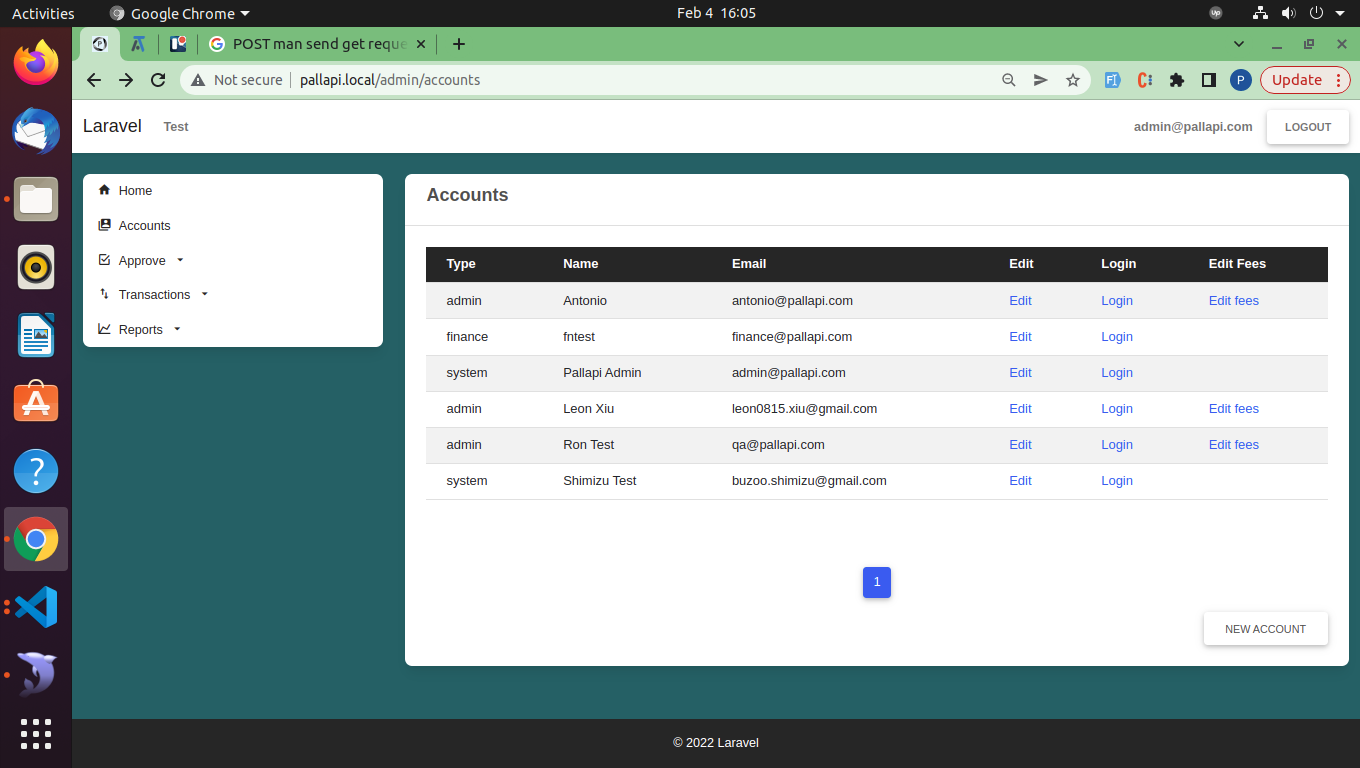 Activities Google Chrome Feb 4 16:05
POST man send get reque
Not secure pallapi.local/admin/accounts Update
Laravel Test admin@pallapi.com LOGOUT
Home
Accounts
Approve
Transactions
Reports
Accounts
Type Name Email Edit Login Edit Fees
admin Antonio antonio@pallapi.com Edit Login Edit fees
finance fntest finance@pallapi.com Edit Login
system Pallapi Admin admin@pallapi.com Edit Login
admin Leon Xiu leon0815.xiu@gmail.com Edit Login Edit fees
admin Ron Test qa@pallapi.com Edit Login Edit fees
system Shimizu Test buzoo.shimizu@gmail.com Edit Login
1
NEW ACCOUNT
© 2022 Laravel